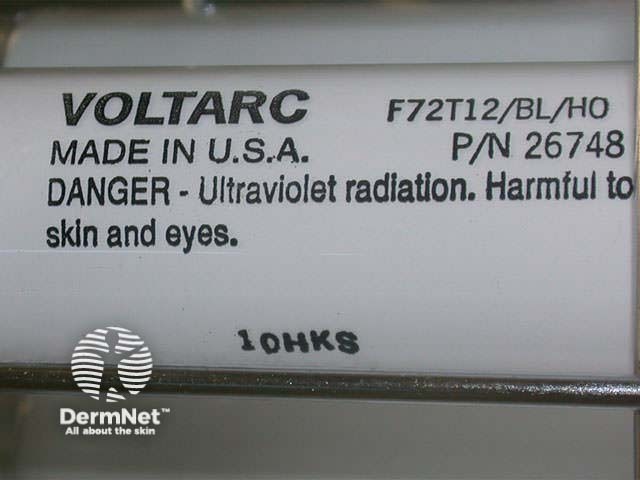 VOLTARC F72T12/BL/HO
MADE IN U.S.A. P/N 26748
DANGER - Ultraviolet radiation. Harmful to
skin and eyes.
10HKS
DermNet™
All about the skin